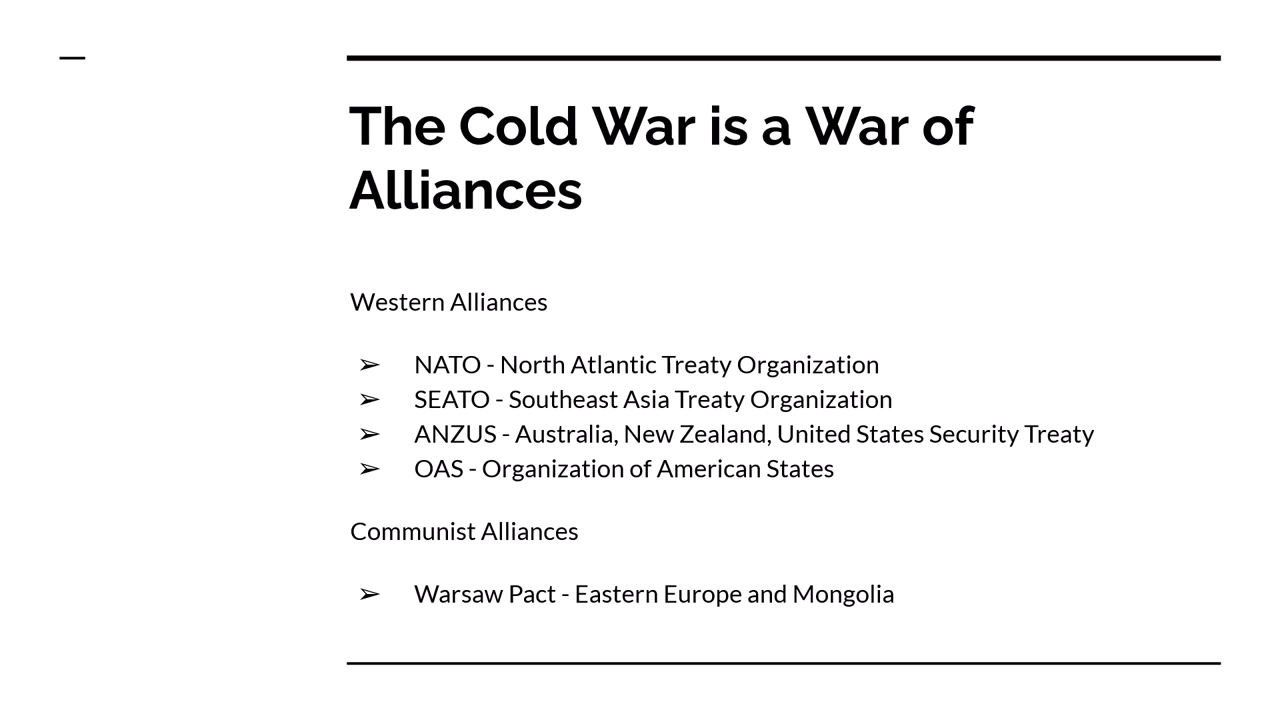 The Cold War is a War of
Alliances
Western Alliances
➢ NATO - North Atlantic Treaty Organization
➢ SEATO - Southeast Asia Treaty Organization
➢ ANZUS - Australia, New Zealand, United States Security Treaty
➢ OAS - Organization of American States
Communist Alliances
➢ Warsaw Pact - Eastern Europe and Mongolia